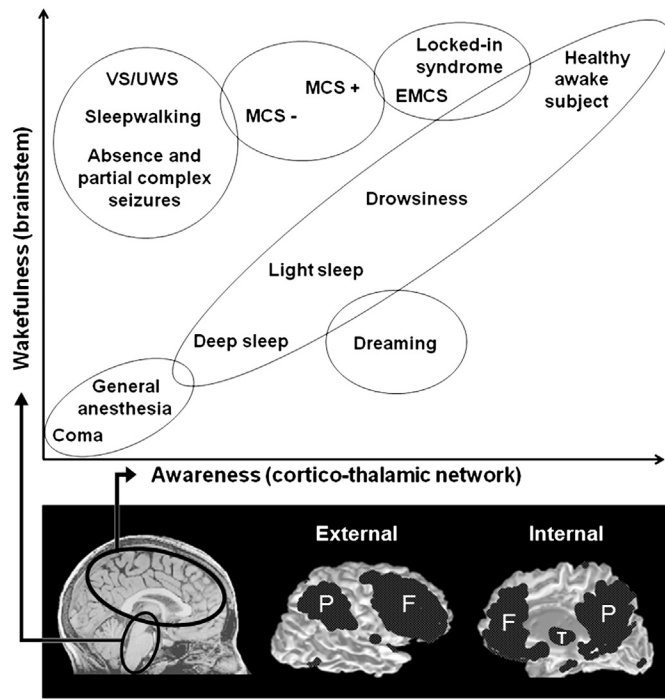 Wakefulness (brainstem)
VS/UWS
Sleepwalking
Absence and
partial complex
seizures
MCS +
MCS -
Locked-in
syndrome
EMCS
Healthy
awake
subject
Drowsiness
Light sleep
Deep sleep
Dreaming
General
anesthesia
Coma
Awareness (cortico-thalamic network)
External
Internal
P
F
F
P
T